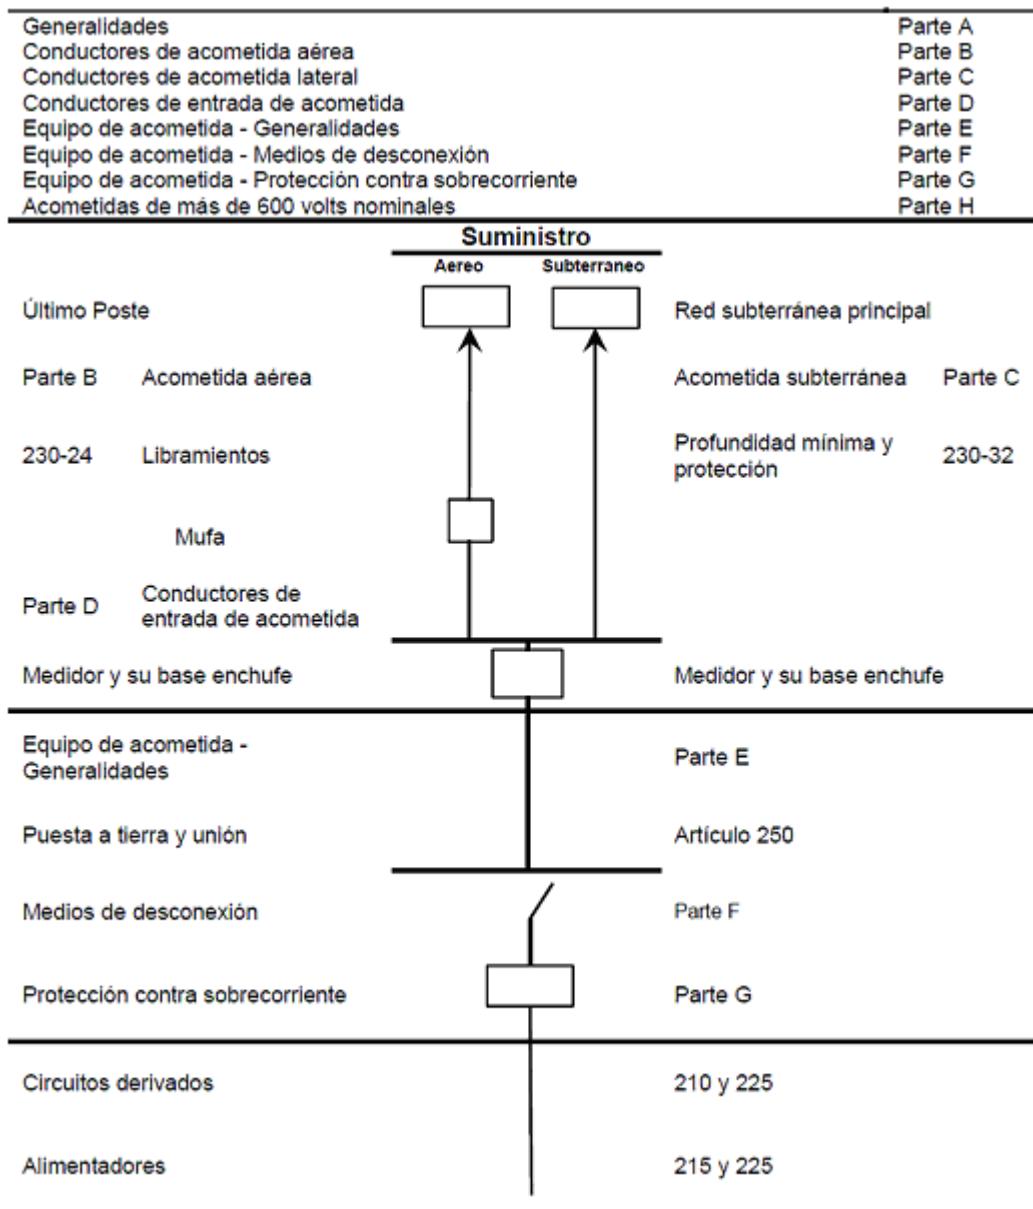 Generalidades Parte A
Conductores de acometida aérea Parte B
Conductores de acometida lateral Parte C
Conductores de entrada de acometida Parte D
Equipo de acometida - Generalidades Parte E
Equipo de acometida - Medios de desconexión Parte F
Equipo de acometida - Protección contra sobrecorriente Parte G
Acometidas de más de 600 volts nominales Parte H
Suministro
Aereo Subterraneo
Último Poste Red subterránea principal
Parte B Acometida aérea Acometida subterránea Parte C
230-24 Libramientos Profundidad mínima y
protección 230-32
Mufa
Parte D Conductores de
entrada de acometida
Medidor y su base enchufe Medidor y su base enchufe
Equipo de acometida -
Generalidades Parte E
Puesta a tierra y unión Artículo 250
Medios de desconexión Parte F
Protección contra sobrecorriente Parte G
Circuitos derivados 210 y 225
Alimentadores 215 y 225